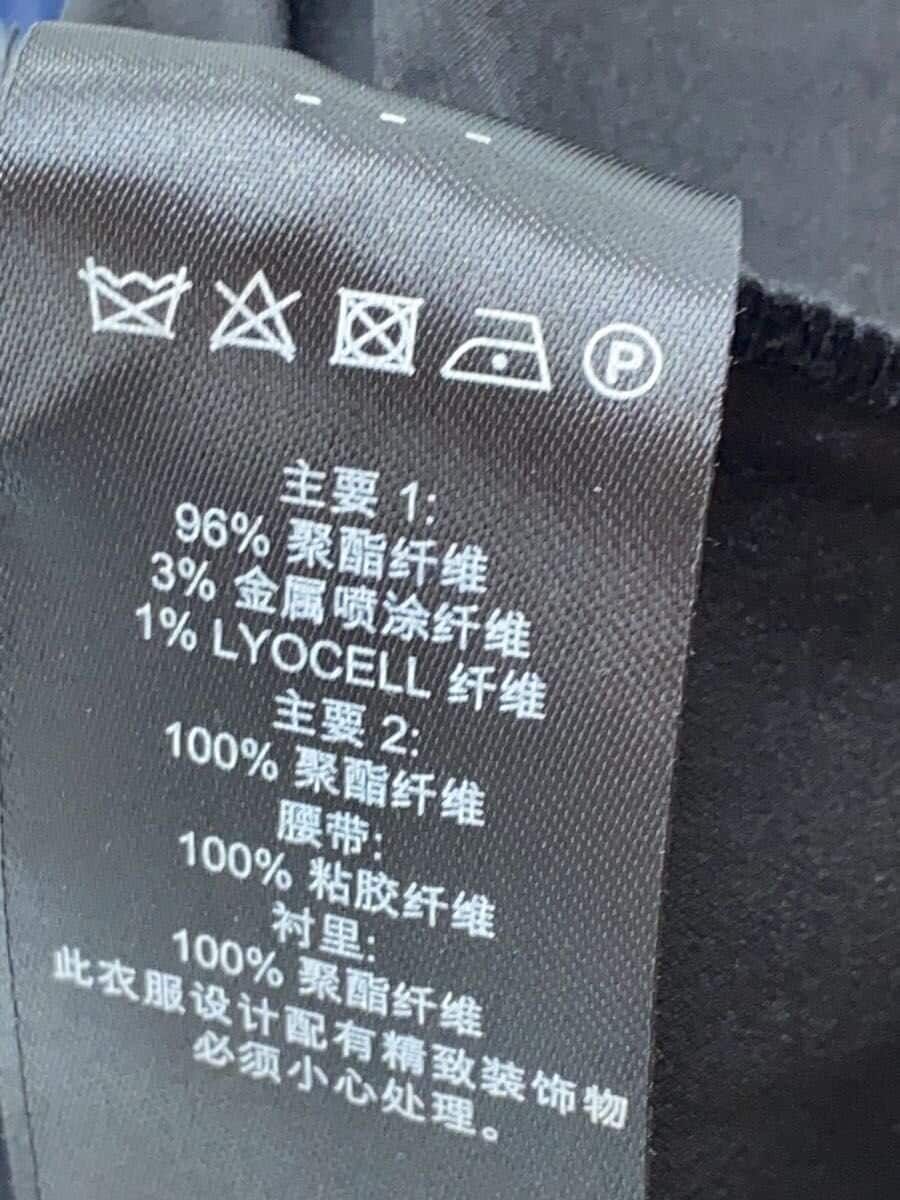 P
主要 1:
96% 聚酯纤维
3% 金属喷涂纤维
1% LYOCELL 纤维
主要 2:
100% 聚酯纤维
腰带:
100% 粘胶纤维
衬里:
100% 聚酯纤维
此衣服设计配有精致装饰物
必须小心处理。